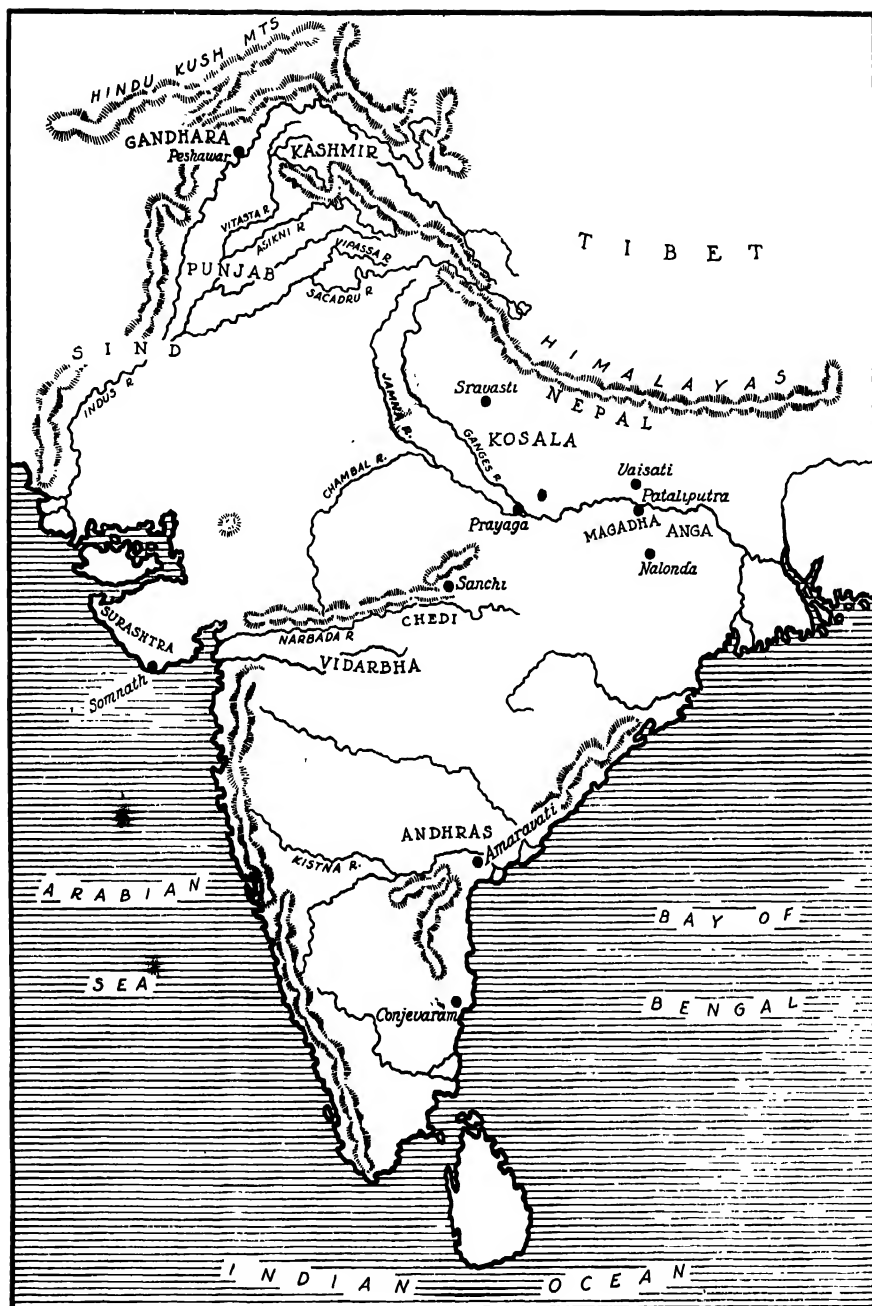 HINDU KUSH MTS
GANDHARA
Peshawar
KASHMIR
VITASTA R
ASIKNI R
VIPASSA R
PUNJAB
SACADRU R
TIBET
SIND
INDUS R
HIMALAYAS
NEPAL
Sravasti
JAMNA R.
GANGES R
KOSALA
CHAMBAL R.
Vaisati
Pataliputra
Prayaga
MAGADHA
ANGA
Nalonda
Sanchi
CHEDI
NARBADA R
SURASHTRA
VIDARBHA
Somnath
ANDHRAS
Amaravati
KISTNA R.
ARABIAN
SEA
BAY OF
BENGAL
Conjevaram
INDIAN OCEAN